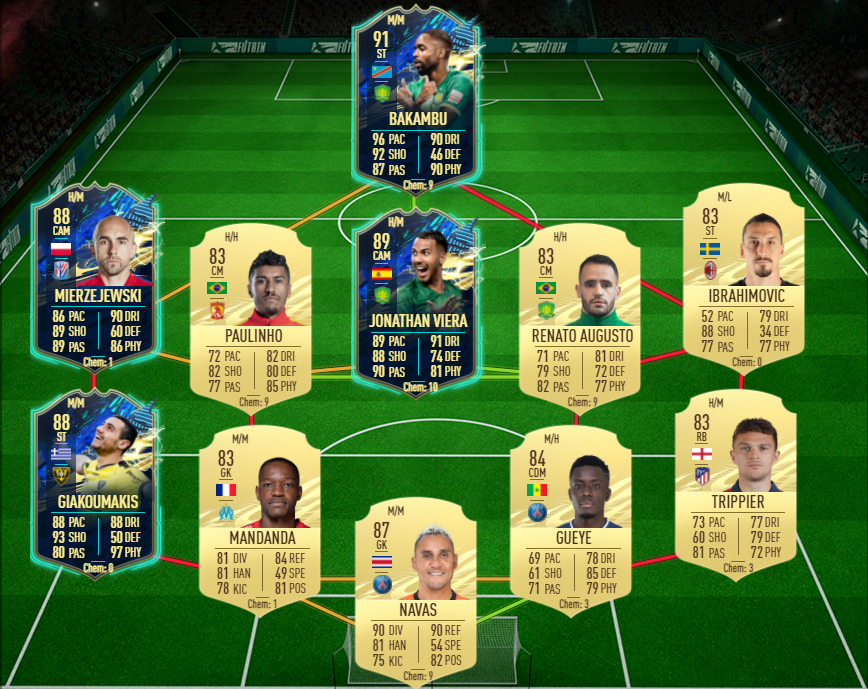 FUTBIN FUTBIN FUTBIN FUTBIN
M/M
91
ST
BAKAMBU
96 PAC 90 DRI
92 SHO 46 DEF
87 PAS 90 PHY
Chem: 9
H/M
88
CAM
MIERZEJEWSKI
86 PAC 90 DRI
89 SHO 60 DEF
89 PAS 86 PHY
Chem: 1
H/H
83
CM
PAULINHO
72 PAC 82 DRI
82 SHO 80 DEF
77 PAS 85 PHY
Chem: 9
H/M
89
CAM
JONATHAN VIERA
89 PAC 91 DRI
88 SHO 74 DEF
90 PAS 81 PHY
Chem: 10
H/H
83
CM
RENATO AUGUSTO
71 PAC 81 DRI
79 SHO 72 DEF
82 PAS 77 PHY
Chem: 9
M/L
83
ST
IBRAHIMOVIC
52 PAC 79 DRI
88 SHO 34 DEF
77 PAS 77 PHY
Chem: 0
M/M
88
ST
GIAKOUMAKIS
88 PAC 88 DRI
93 SHO 50 DEF
80 PAS 97 PHY
Chem: 0
M/M
83
GK
MANDANDA
81 DIV 84 REF
81 HAN 49 SPE
78 KIC 81 POS
Chem: 1
M/M
87
GK
NAVAS
90 DIV 90 REF
81 HAN 54 SPE
75 KIC 82 POS
Chem: 9
M/H
84
CDM
GUEYE
69 PAC 78 DRI
61 SHO 85 DEF
71 PAS 79 PHY
Chem: 3
H/M
83
RB
TRIPPIER
73 PAC 77 DRI
60 SHO 79 DEF
81 PAS 72 PHY
Chem: 3